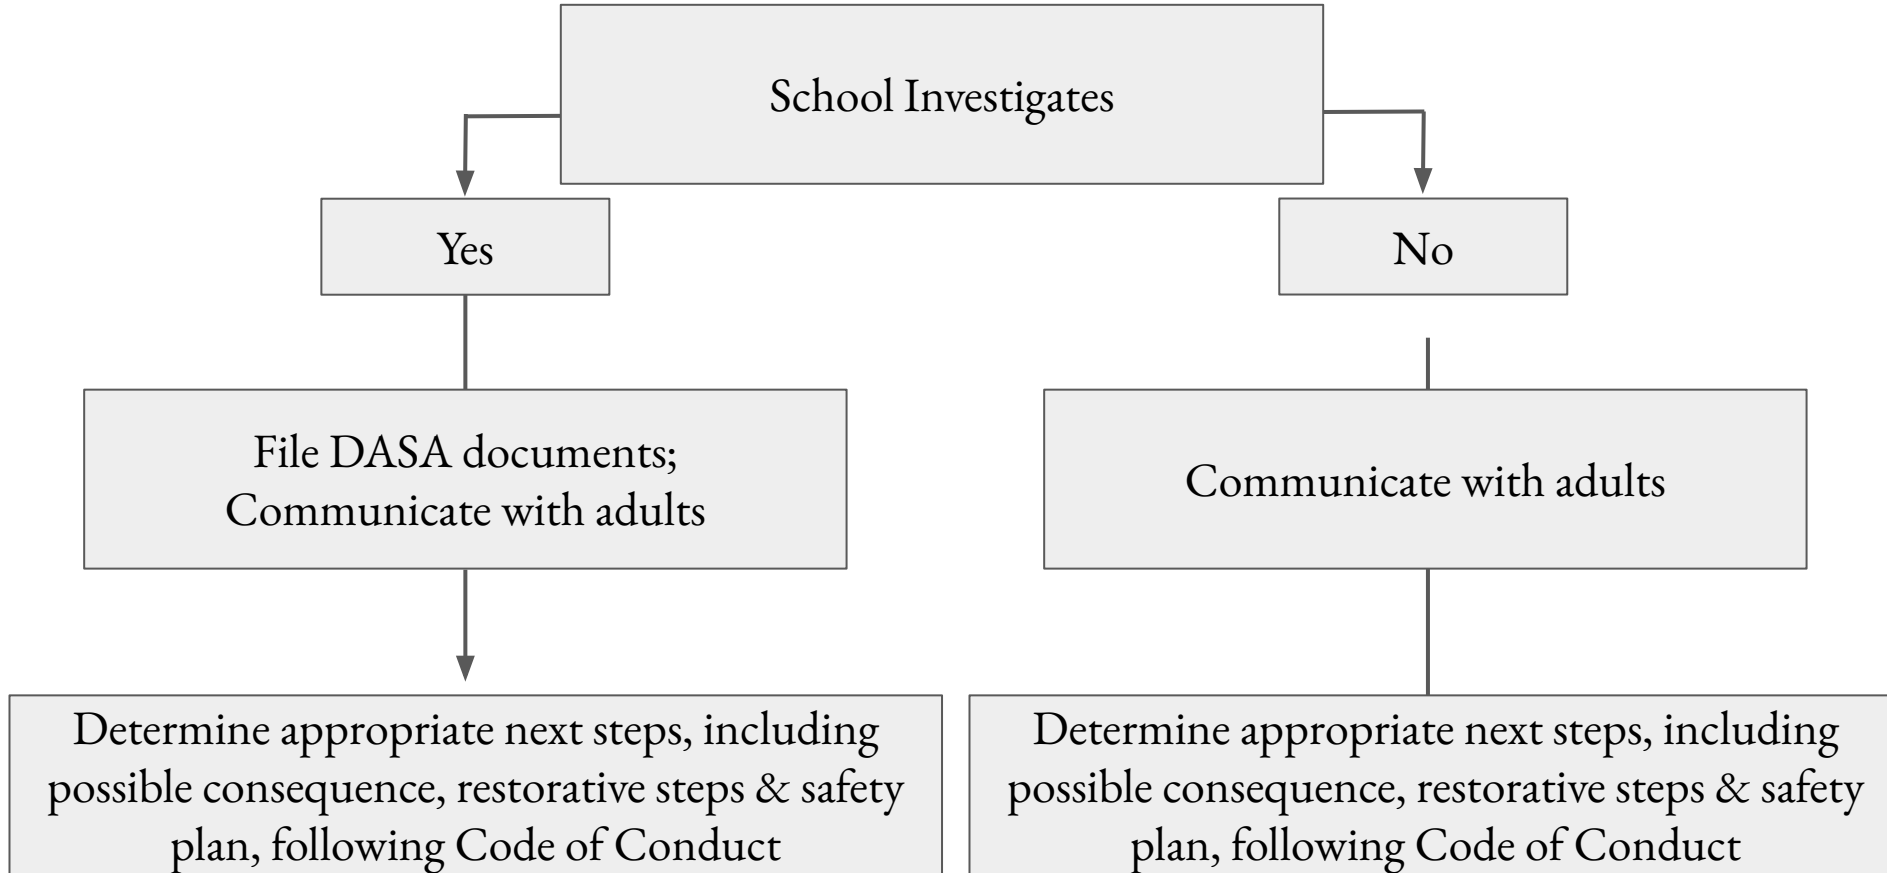 School Investigates
Yes
No
File DASA documents;
Communicate with adults
Communicate with adults
Determine appropriate next steps, including
possible consequence, restorative steps & safety
plan, following Code of Conduct
Determine appropriate next steps, including
possible consequence, restorative steps & safety
plan, following Code of Conduct